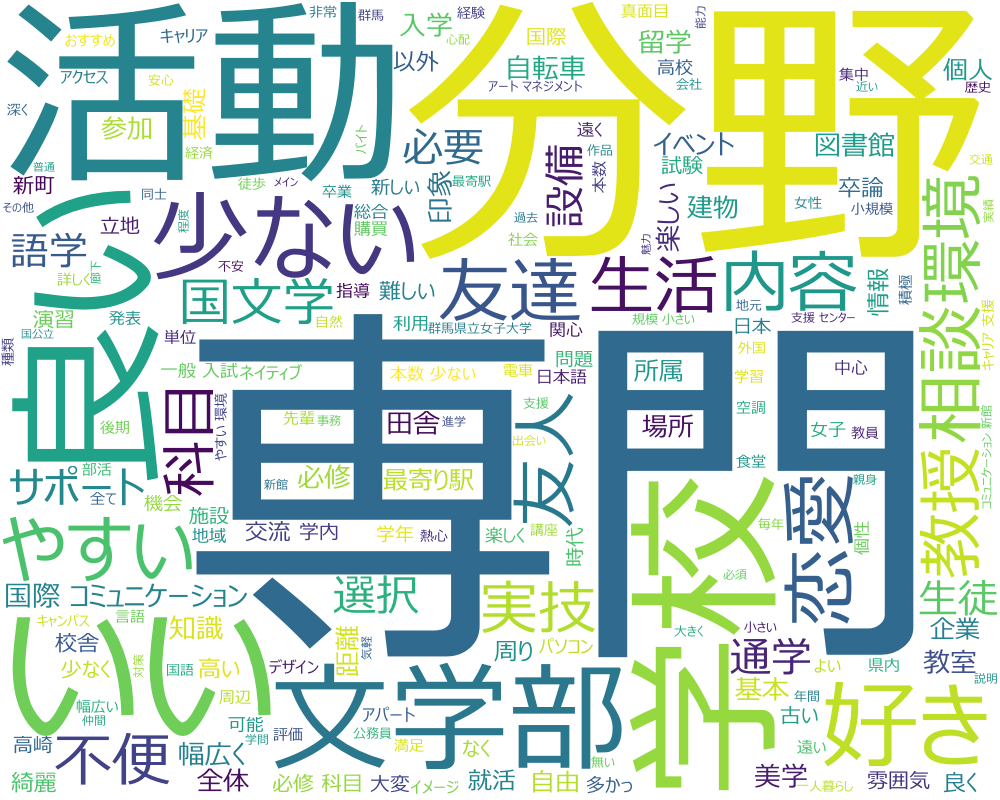 活動
分野
専門
学校
いい
良い
少ない
文学部
好き
やすい
友達
生活
内容
恋愛
友人
国文学
科目
教授
相談
環境
実技
不便
選択
サポート
必要
語学
設備
通学
生徒
自転車
図書館
留学
入学
以外
個人
国際
高校
キャリア
非常
群馬
経験
心配
真面目
能力
おすすめ
アクセス
安心
深く
参加
基礎
経済
普通
新町
その他
立地
同士
メイン
徒歩
バイト
卒業
新しい
総合
購買
印象
最寄駅
アート マネジメント
遠く
作品
本数
過去
社会
イベント
試験
建物
楽しい
魅力
女性
卒論
小規模
集中
近い
会社
歴史
交通
実績
情報
積極
詳しく
廊下
不安
程度
指導
難しい
演習
発表
国公立
種類
後期
自然
利用
群馬県立女子大学
関心
規模 小さい
地元
日本
支援 センター
キャリア 支援
単位
一般 入試
ネイティブ
本数 少ない
電車
日本語
問題
所属
外国
学習
中心
やすい 環境
先輩
事務
田舎
進学
支援
出会い
場所
空調
女子
教員
コミュニケーション 新館
部活
全て
機会
新館
必修
最寄り駅
食堂
親身
施設
地域
交流
学内
学年
熱心
楽しく
講座
時代
毎年
個性
必須
国際 コミュニケーション
キャンパス
言語
校舎
知識
少なく
対策
国語
高い
距離
気軽
デザイン
周り
パソコン
大きく
小さい
よい
県内
企業
教室
説明
基本
年間
古い
遠い
幅広い
仲間
周辺
可能
学問
アパート
評価
公務員
満足
なく
無い
高崎
幅広く
綺麗
全体
必修 科目
大変
イメージ
就活
自由
多かっ
美学
一人暮らし
雰囲気
良く